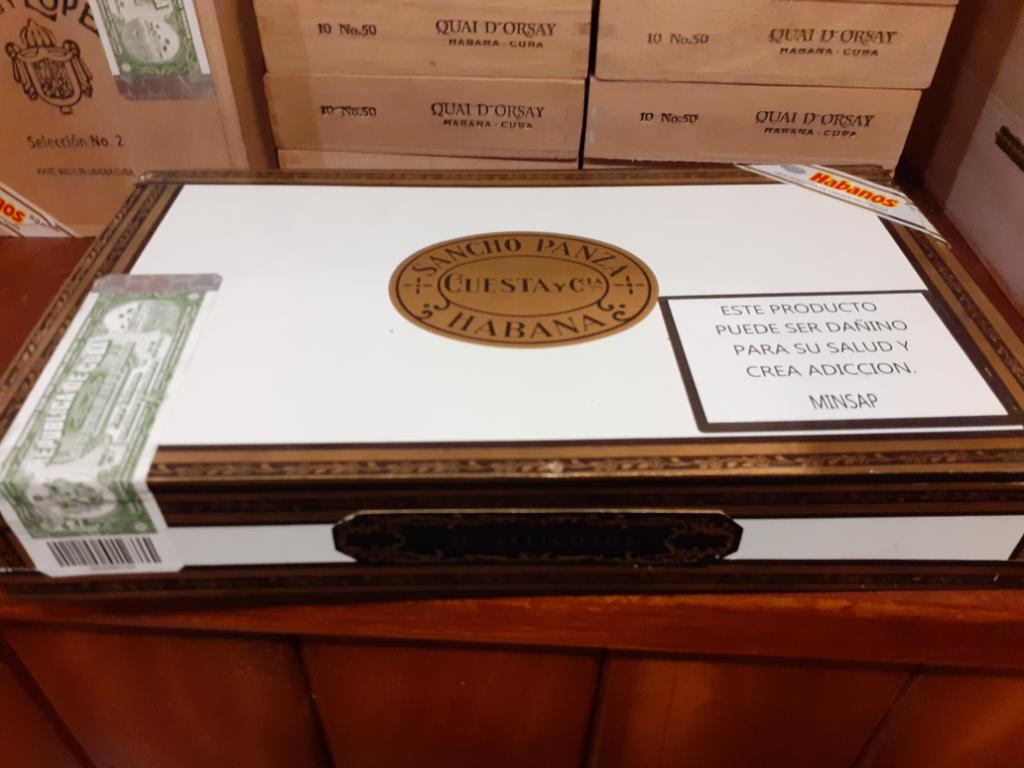 LOPE
Selección No. 2
10 No.50 QUAI D'ORSAY
HABANA · CUBA
10 No.50 QUAI D'ORSAY
HABANA · CUBA
10 No.50 QUAI D'ORSAY
HABANA · CUBA
10 No.50 QUAI D'ORSAY
HABANA · CUBA
nos
Habanos
SANCHO PANZA
CUESTA Y CIA
HABANA
ESTE PRODUCTO
PUEDE SER DAÑINO
PARA SU SALUD Y
CREA ADICCION.
MINSAP